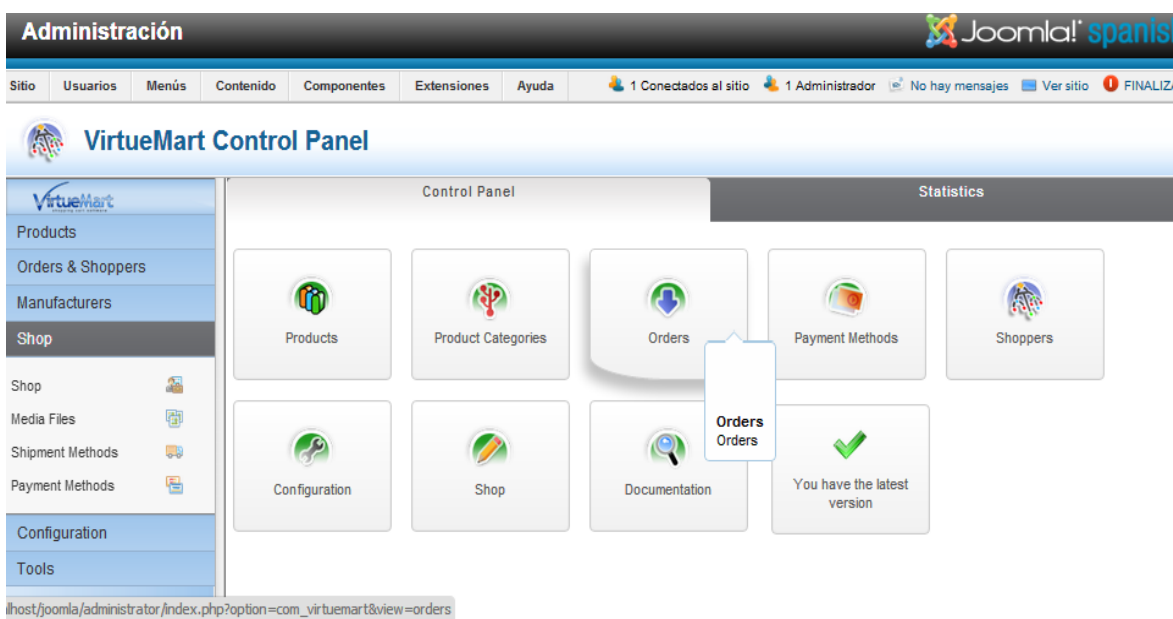 Administración
Joomla! spanis
Sitio Usuarios Menús Contenido Componentes Extensiones Ayuda 1 Conectados al sitio 1 Administrador No hay mensajes Ver sitio FINALIZA
VirtueMart Control Panel
VirtueMart
Products
Orders & Shoppers
Manufacturers
Shop
Shop
Media Files
Shipment Methods
Payment Methods
Configuration
Tools
Control Panel Statistics
Products Product Categories Orders Payment Methods Shoppers
Orders
Orders
Configuration Shop Documentation You have the latest
version
lhost/joomla/administrator/index.php?option=com_virtuemart&view=orders